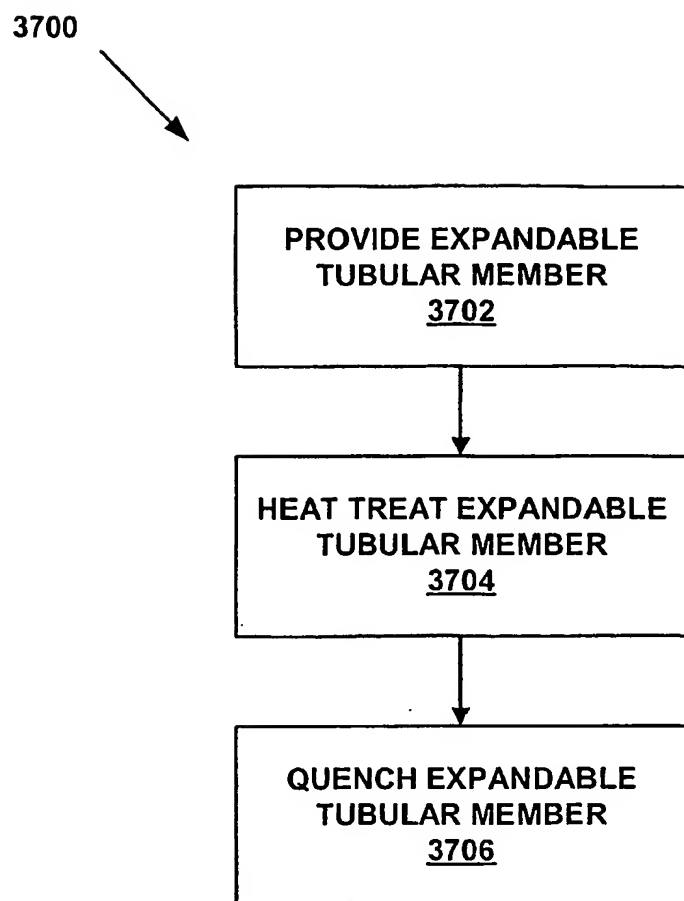 3700
PROVIDE EXPANDABLE
TUBULAR MEMBER
3702
HEAT TREAT EXPANDABLE
TUBULAR MEMBER
3704
QUENCH EXPANDABLE
TUBULAR MEMBER
3706